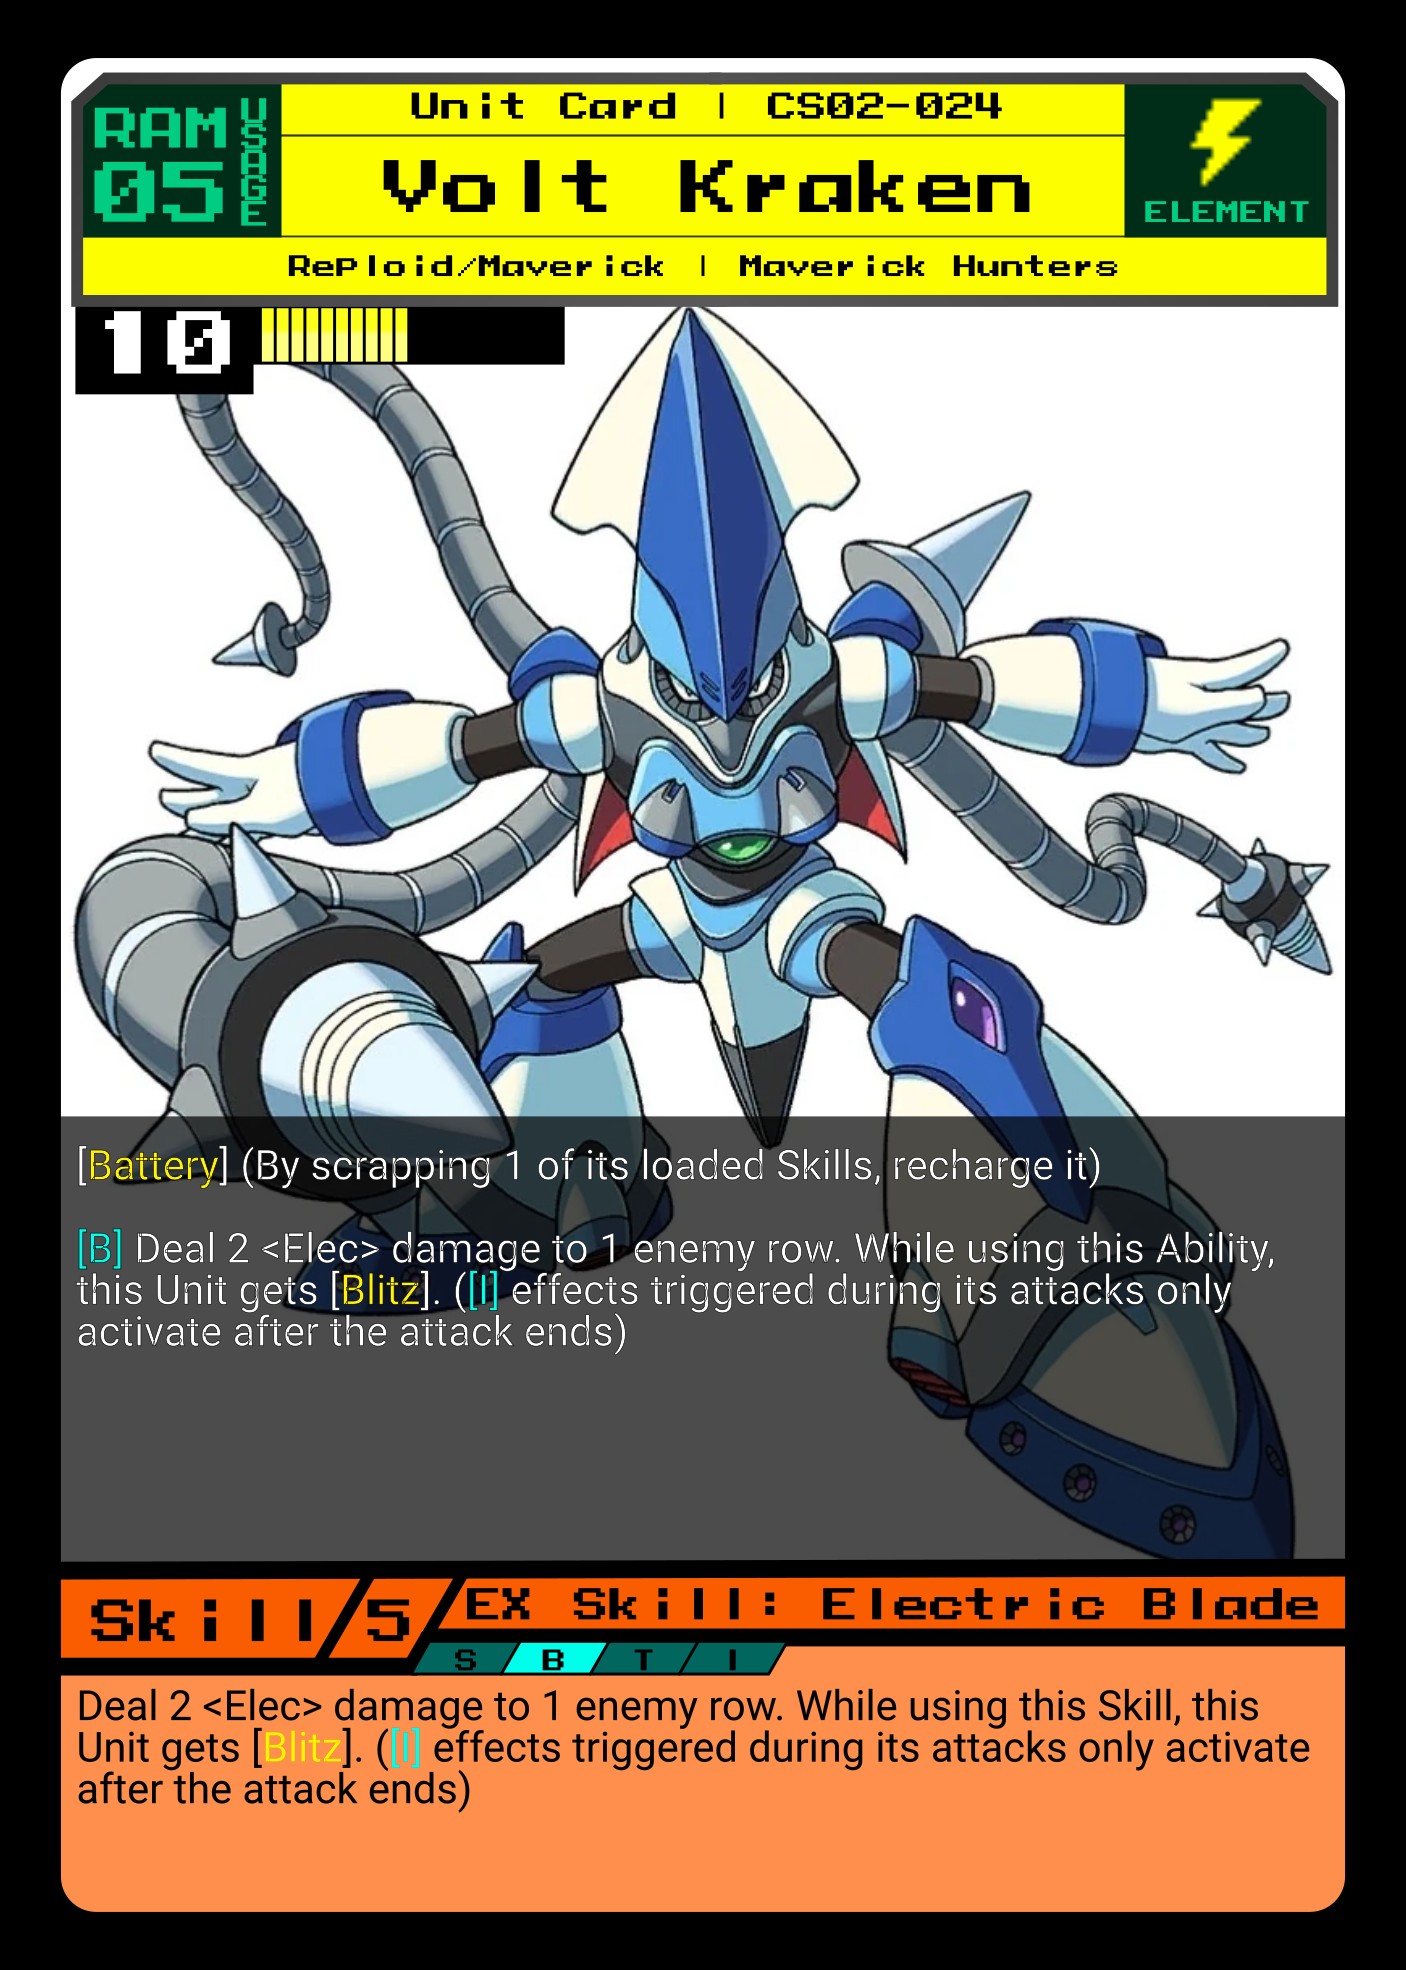 RAM
05
USAGE
Unit Card | CS02-024
Volt Kraken
ELEMENT
Reploid/Maverick | Maverick Hunters
10
[Battery] (By scrapping 1 of its loaded Skills, recharge it)
[B] Deal 2 <Elec> damage to 1 enemy row. While using this Ability,
this Unit gets [Blitz]. ([I] effects triggered during its attacks only
activate after the attack ends)
Skill/5
EX Skill: Electric Blade
S B T I
Deal 2 <Elec> damage to 1 enemy row. While using this Skill, this
Unit gets [Blitz]. ([I] effects triggered during its attacks only activate
after the attack ends)